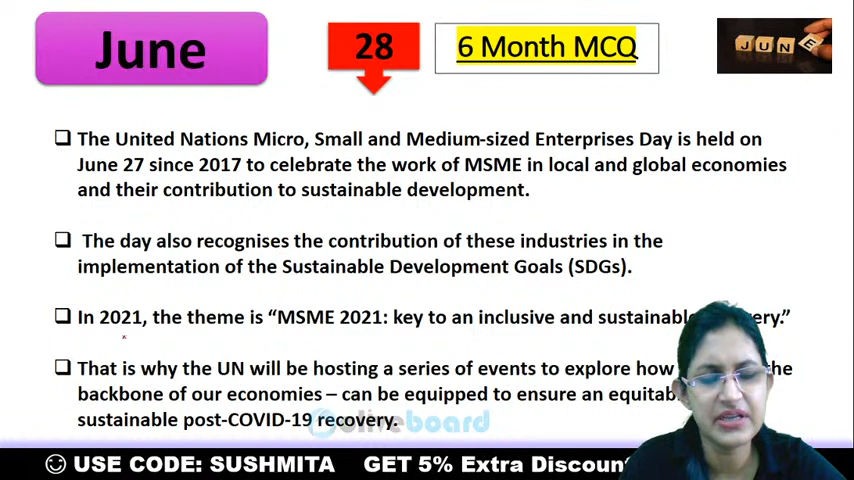 June
28
6 Month MCQ
JUNE
❑ The United Nations Micro, Small and Medium-sized Enterprises Day is held on
June 27 since 2017 to celebrate the work of MSME in local and global economies
and their contribution to sustainable development.
❑ The day also recognises the contribution of these industries in the
implementation of the Sustainable Development Goals (SDGs).
❑ In 2021, the theme is “MSME 2021: key to an inclusive and sustainable
❑ That is why the UN will be hosting a series of events to explore how the
backbone of our economies – can be equipped to ensure an
sustainable post-COVID-19 recovery.
oliveboard
USE CODE: SUSHMITA GET 5% Extra Discount